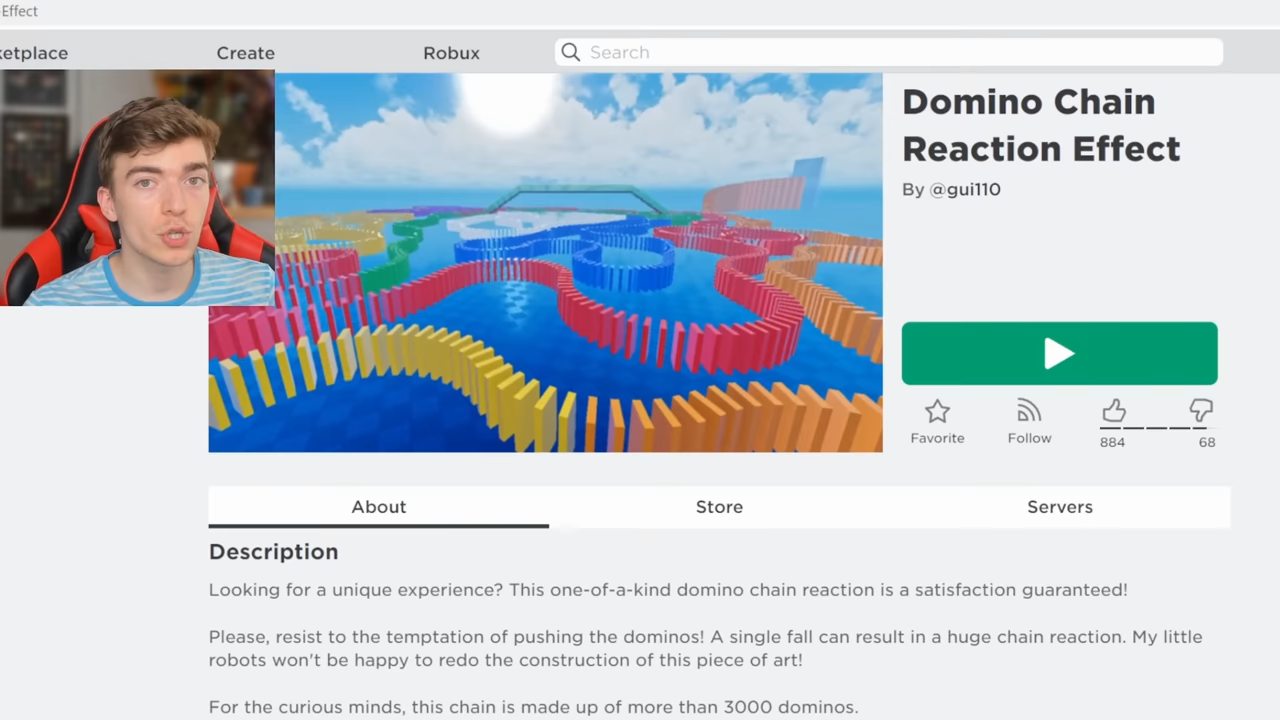 Effect
ketplace
Create
Robux
Search
Domino Chain
Reaction Effect
By @gui110
Favorite
Follow
884
68
About
Store
Servers
Description
Looking for a unique experience? This one-of-a-kind domino chain reaction is a satisfaction guaranteed!
Please, resist to the temptation of pushing the dominos! A single fall can result in a huge chain reaction. My little
robots won't be happy to redo the construction of this piece of art!
For the curious minds, this chain is made up of more than 3000 dominos.